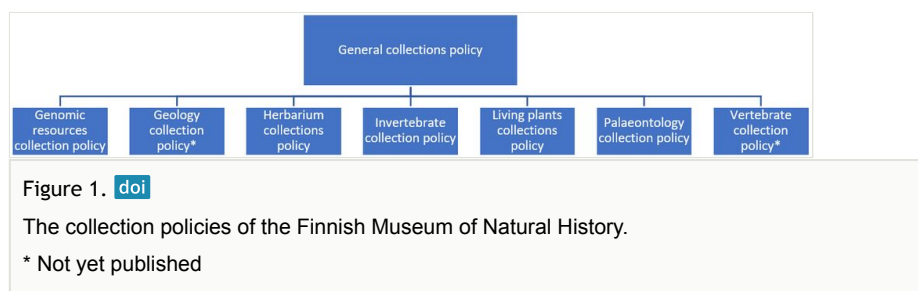 General collections policy
Genomic
resources
collection policy
Geology
collection
policy*
Herbarium
collections
policy
Invertebrate
collection policy
Living plants
collections
policy
Palaeontology
collection policy
Vertebrate
collection
policy*
Figure 1. doi
The collection policies of the Finnish Museum of Natural History.
* Not yet published